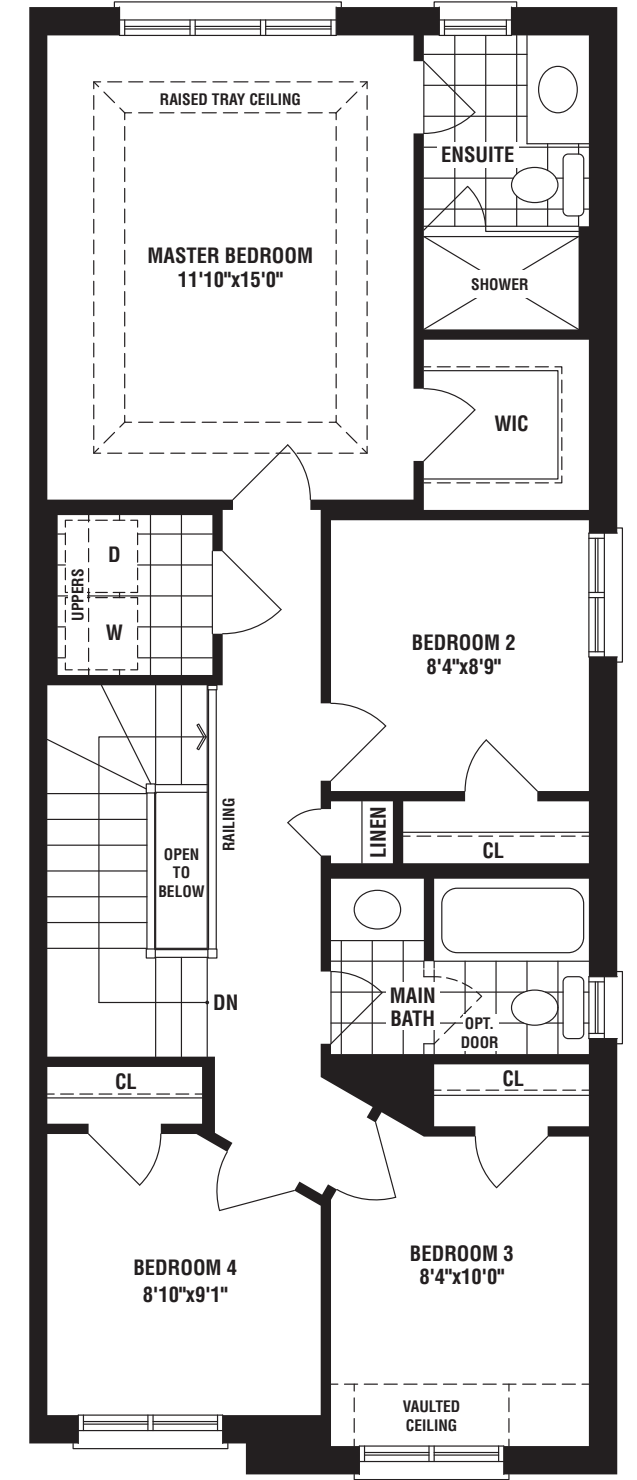 RAISED TRAY CEILING
ENSUITE
MASTER BEDROOM
11'10"x15'0"
SHOWER
WIC
D
UPPERS
W
BEDROOM 2
8'4"x8'9"
RAILING
LINEN
CL
OPEN
TO
BELOW
DN
MAIN
BATH
OPT.
DOOR
CL
CL
BEDROOM 4
8'10"x9'1"
BEDROOM 3
8'4"x10'0"
VAULTED
CEILING